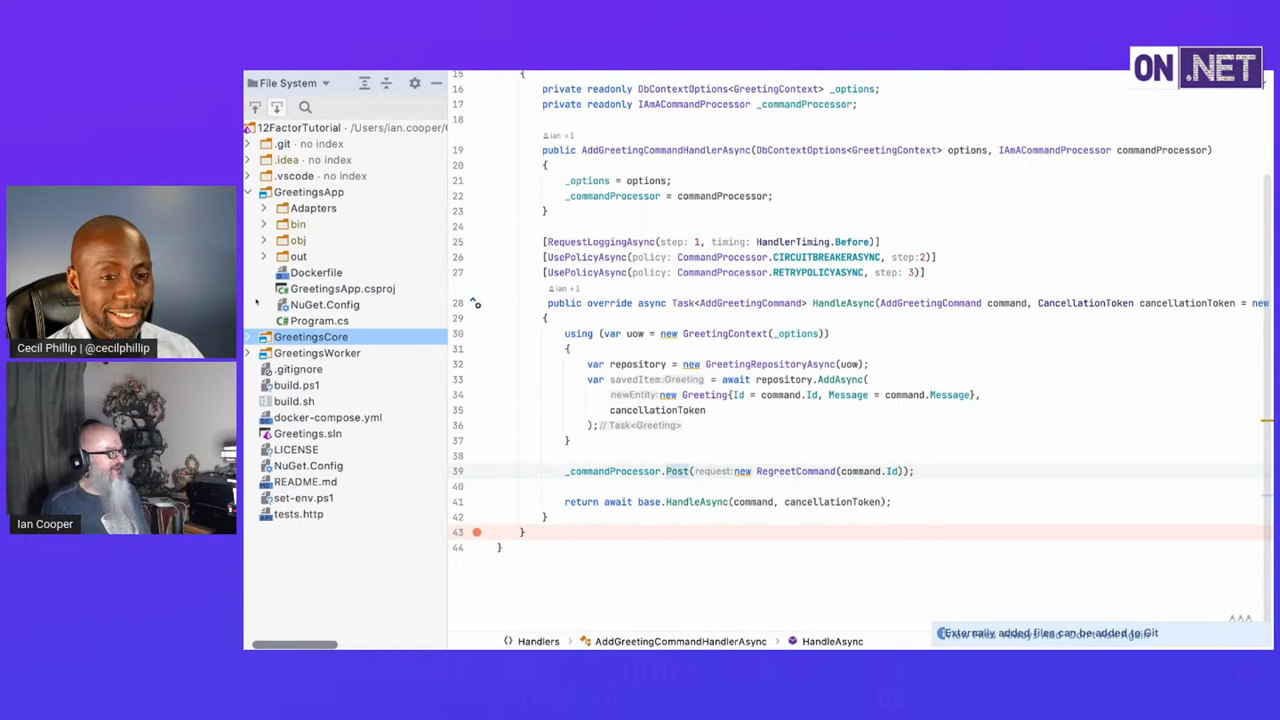 ON .NET
File System
12FactorTutorial - /Users/ian.cooper/
.git - no index
.idea - no index
.vscode - no index
GreetingsApp
Adapters
bin
obj
out
Dockerfile
GreetingsApp.csproj
NuGet.Config
Program.cs
GreetingsCore
GreetingsWorker
.gitignore
build.ps1
build.sh
docker-compose.yml
Greetings.sln
LICENSE
NuGet.Config
README.md
set-env.ps1
tests.http
15 {
16 private readonly DbContextOptions<GreetingContext> _options;
17 private readonly IAmACommandProcessor _commandProcessor;
18
ian +1
19 public AddGreetingCommandHandlerAsync(DbContextOptions<GreetingContext> options, IAmACommandProcessor commandProcessor)
20 {
21 _options = options;
22 _commandProcessor = commandProcessor;
23 }
24
25 [RequestLoggingAsync(step: 1, timing: HandlerTiming.Before)]
26 [UsePolicyAsync(policy: CommandProcessor.CIRCUITBREAKERASYNC, step:2)]
27 [UsePolicyAsync(policy: CommandProcessor.RETRYPOLICYASYNC, step: 3)]
ian +1
28 public override async Task<AddGreetingCommand> HandleAsync(AddGreetingCommand command, CancellationToken cancellationToken = new
29 {
30 using (var uow = new GreetingContext(_options))
31 {
32 var repository = new GreetingRepositoryAsync(uow);
33 var savedItem:Greeting = await repository.AddAsync(
34 newEntity:new Greeting{Id = command.Id, Message = command.Message},
35 cancellationToken
36 );// Task<Greeting>
37 }
38
39 _commandProcessor.Post(request:new RegreetCommand(command.Id));
40
41 return await base.HandleAsync(command, cancellationToken);
42 }
43 }
44 }
Externally added files can be added to Git
Handlers AddGreetingCommandHandlerAsync HandleAsync
Cecil Phillip | @cecilphillip
Ian Cooper